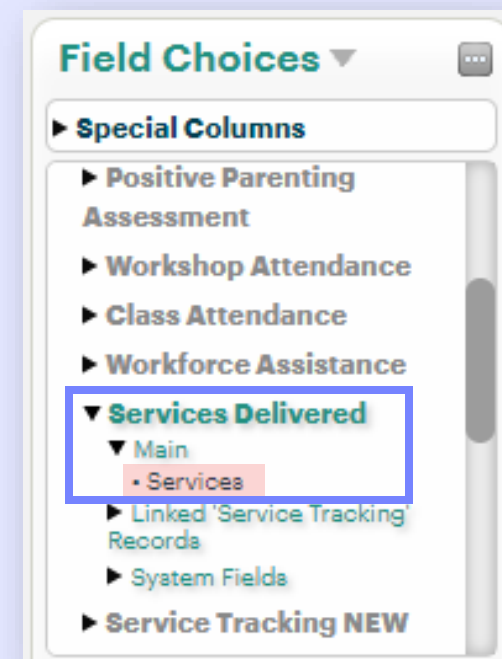 Field Choices
Special Columns
Positive Parenting
Assessment
Workshop Attendance
Class Attendance
Workforce Assistance
Services Delivered
Main
• Services
Linked 'Service Tracking'
Records
System Fields
Service Tracking NEW